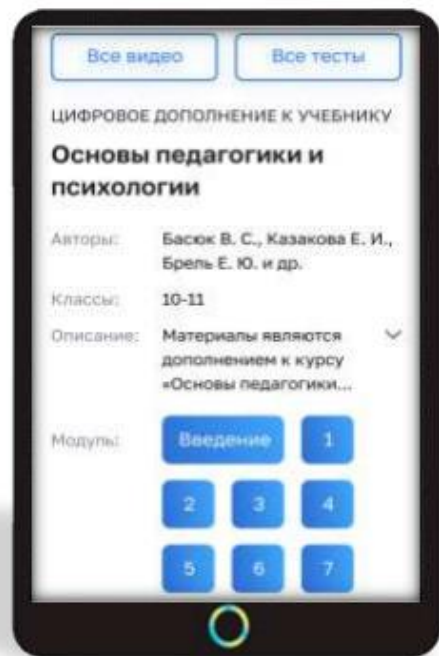 Все видео
Все тесты
ЦИФРОВОЕ ДОПОЛНЕНИЕ К УЧЕБНИКУ
Основы педагогики и
психологии
Авторы: Басюк В. С., Казакова Е. И.,
Брель Е. Ю. и др.
Классы: 10-11
Описание: Материалы являются
дополнением к курсу
«Основы педагогики...
Модуль: Введение 1
2 3 4
5 6 7